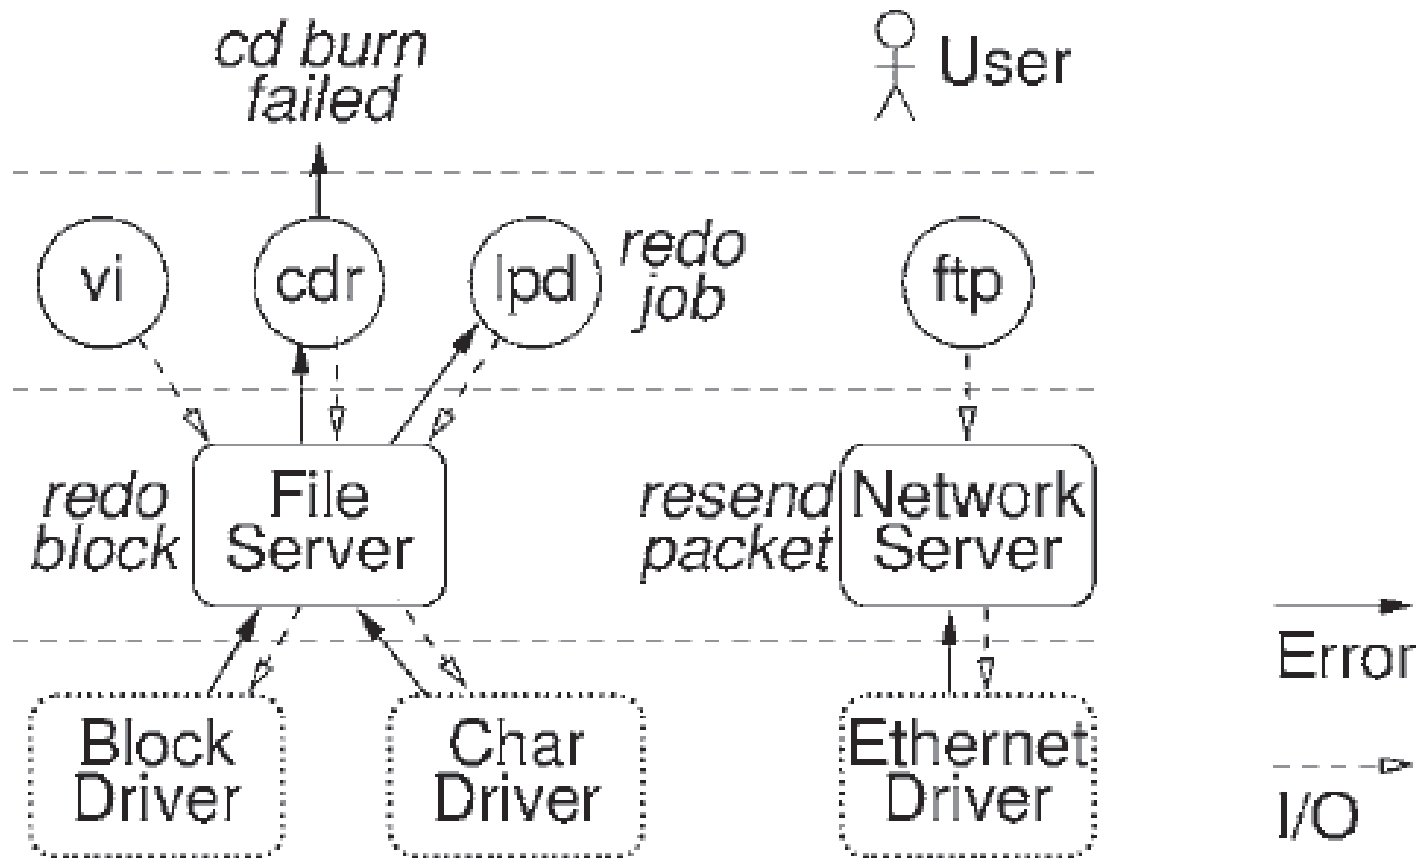 cd burn
failed
User
vi
cdr
lpd
redo
job
ftp
redo
block
File
Server
resend
packet
Network
Server
Block
Driver
Char
Driver
Ethernet
Driver
Error
I/O